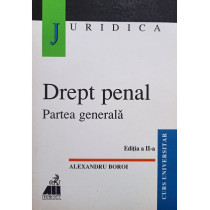 JURIDICA
Drept penal
Partea generală
Ediția a II-a
ALEXANDRU BOROI
CURS UNIVERSITAR